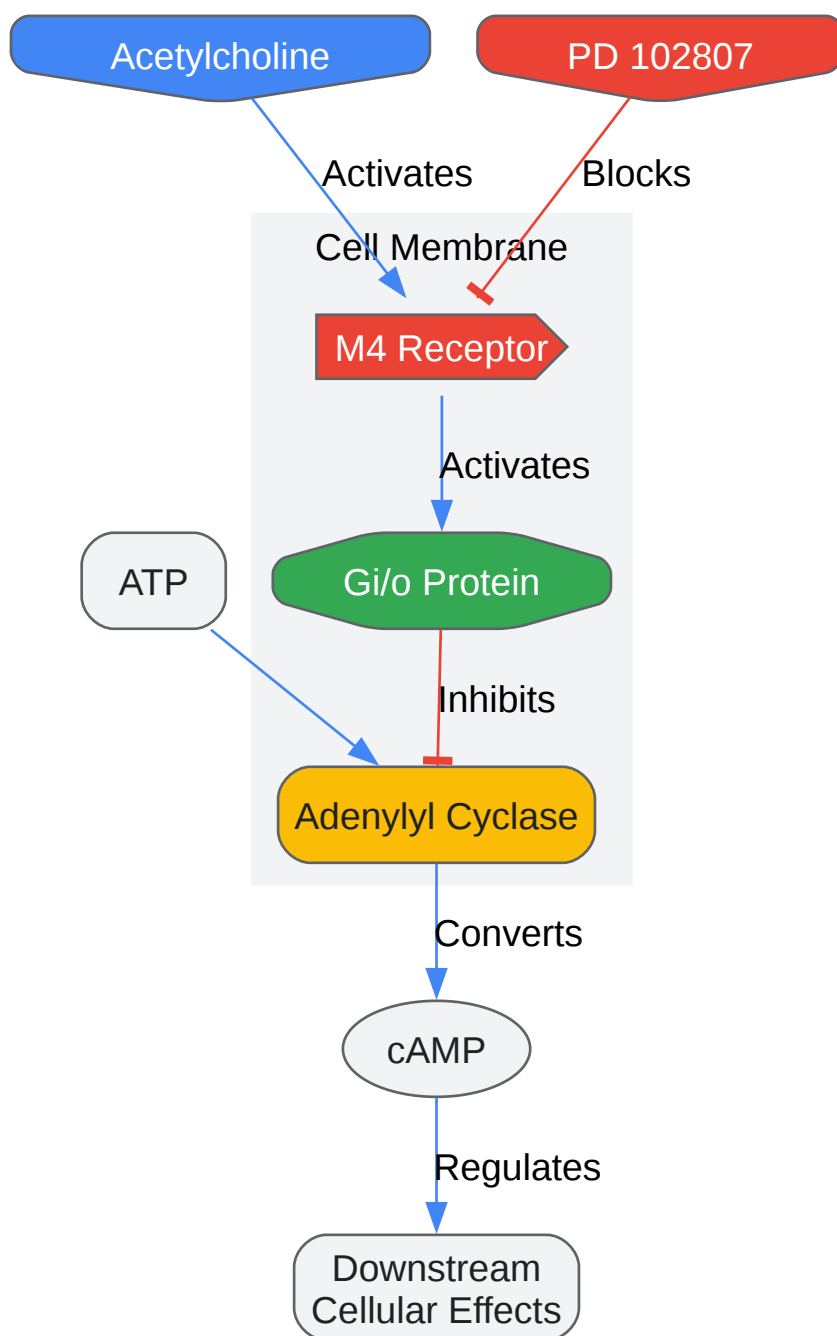 Acetylcholine
PD 102807
Activates
Blocks
Cell Membrane
M4 Receptor
Activates
ATP
Gi/o Protein
Inhibits
Adenylyl Cyclase
Converts
cAMP
Regulates
Downstream
Cellular Effects